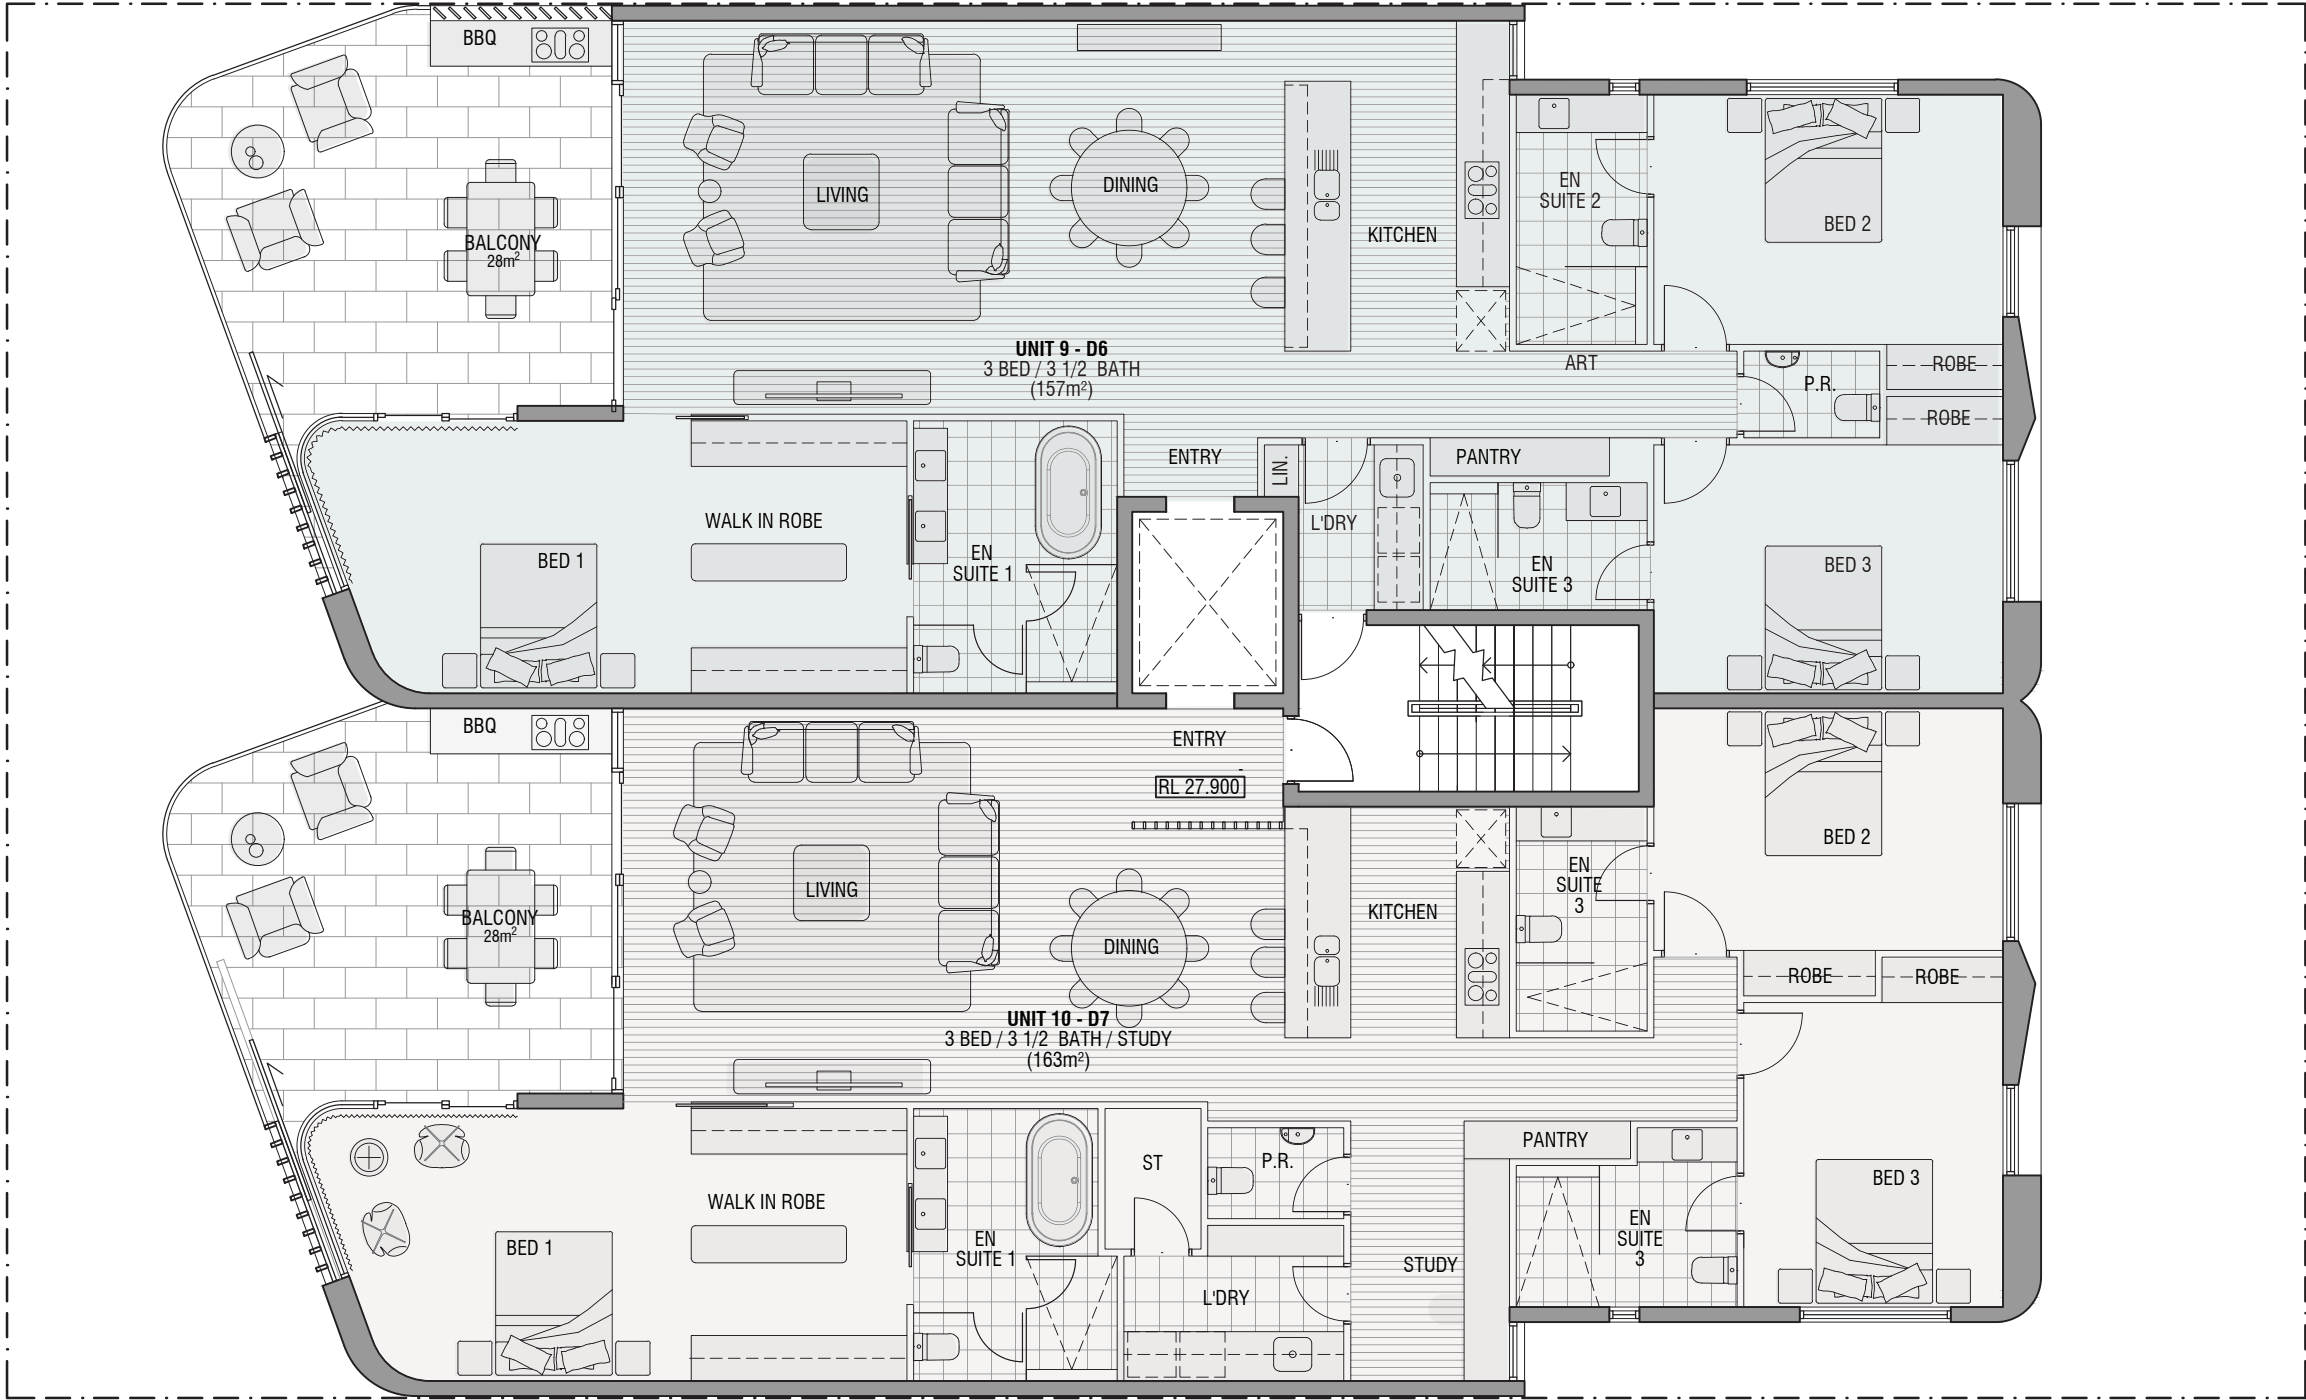 BBQ
LIVING
DINING
KITCHEN
EN
SUITE 2
BED 2
BALCONY
28m²
UNIT 9 - D6
3 BED / 3 1/2 BATH
(157m²)
ART
P.R.
ROBE
ROBE
ENTRY
LIN.
PANTRY
WALK IN ROBE
L'DRY
BED 1
EN
SUITE 1
EN
SUITE 3
BED 3
BBQ
ENTRY
-
RL 27.900
BED 2
LIVING
EN
SUITE
3
KITCHEN
BALCONY
28m²
DINING
ROBE
ROBE
UNIT 10 - D7
3 BED / 3 1/2 BATH / STUDY
(163m²)
PANTRY
ST
P.R.
BED 3
WALK IN ROBE
EN
SUITE
3
BED 1
EN
SUITE 1
STUDY
L'DRY